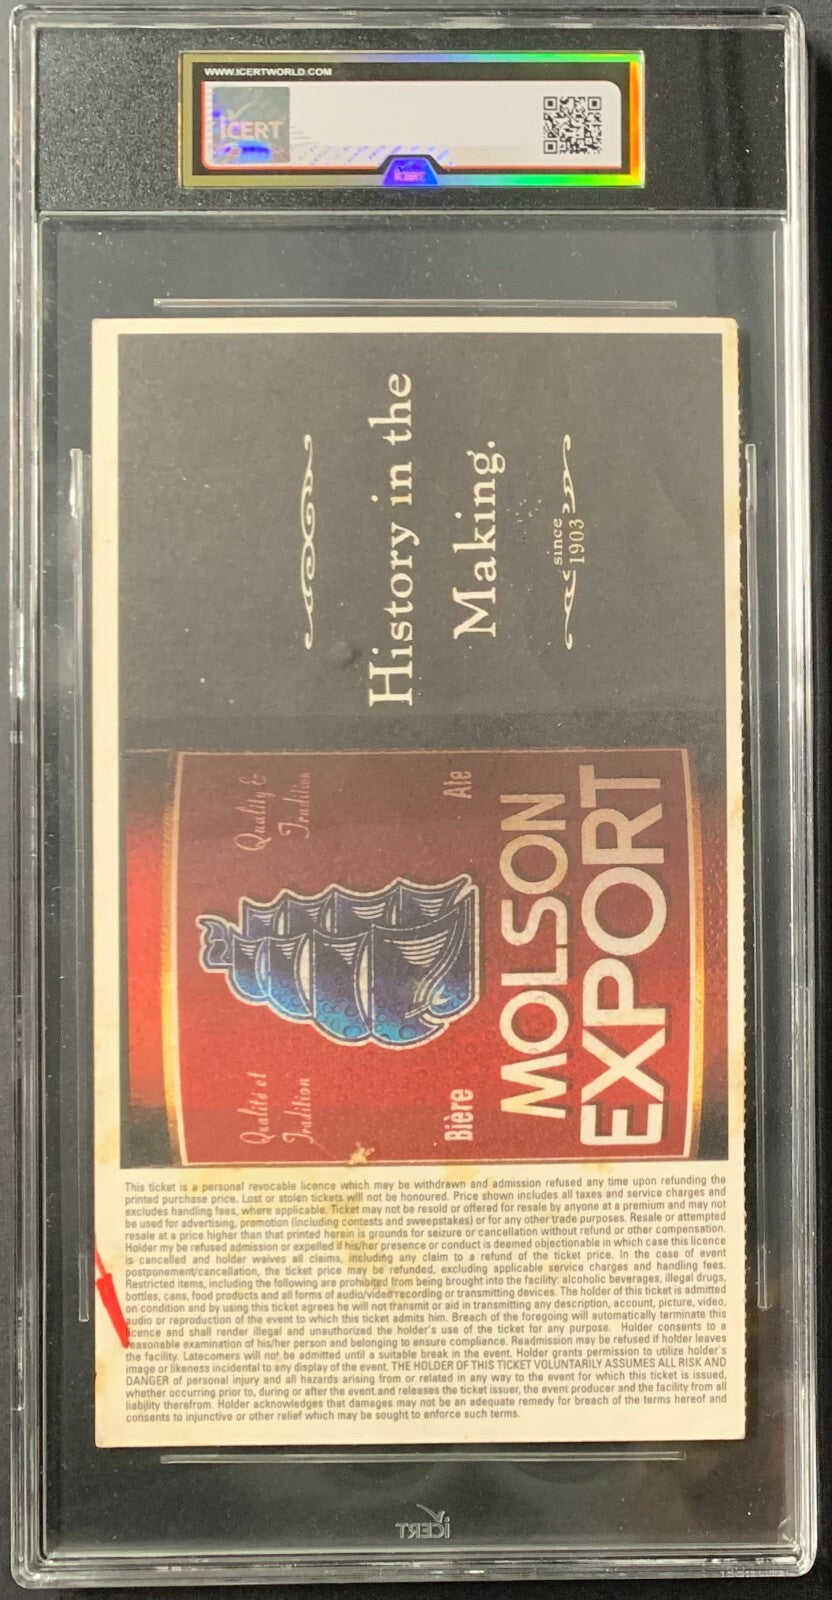 WWW.ICERTWORLD.COM
iCERT
iCERT
History in the
Making.
since
1903
Quality &
Tradition
Ale
Qualité et
Tradition
Bière
MOLSON
EXPORT
This ticket is a personal revocable licence which may be withdrawn and admission refused any time upon refunding the
printed purchase price. Lost or stolen tickets will not be honoured. Price shown includes all taxes and service charges and
excludes handling fees, where applicable. Ticket may not be resold or offered for resale by anyone at a premium and may not
be used for advertising, promotion (including contests and sweepstakes) or for any other trade purposes. Resale or attempted
resale at a price higher than that printed herein is grounds for seizure or cancellation without refund or other compensation.
Holder my be refused admission or expelled if his/her presence or conduct is deemed objectionable in which case this licence
is cancelled and holder waives all claims, including any claim to a refund of the ticket price. In the case of event
postponement/cancellation, the ticket price may be refunded, excluding applicable service charges and handling fees.
Restricted items, including the following are prohibited from being brought into the facility: alcoholic beverages, illegal drugs,
bottles, cans, food products and all forms of audio/video recording or transmitting devices. The holder of this ticket is admitted
on condition and by using this ticket agrees he will not transmit or aid in transmitting any description, account, picture, video,
audio or reproduction of the event to which this ticket admits him. Breach of the foregoing will automatically terminate this
licence and shall render illegal and unauthorized the holder's use of the ticket for any purpose. Holder consents to a
reasonable examination of his/her person and belonging to ensure compliance. Readmission may be refused if holder leaves
the facility. Latecomers will not be admitted until a suitable break in the event. Holder grants permission to utilize holder's
image or likeness incidental to any display of the event. THE HOLDER OF THIS TICKET VOLUNTARILY ASSUMES ALL RISK AND
DANGER of personal injury and all hazards arising from or related in any way to the event for which this ticket is issued,
whether occurring prior to, during or after the event and releases the ticket issuer, the event producer and the facility from all
liability therefrom. Holder acknowledges that damages may not be an adequate remedy for breach of the terms hereof and
consents to injunctive or other relief which may be sought to enforce such terms.
iCERT